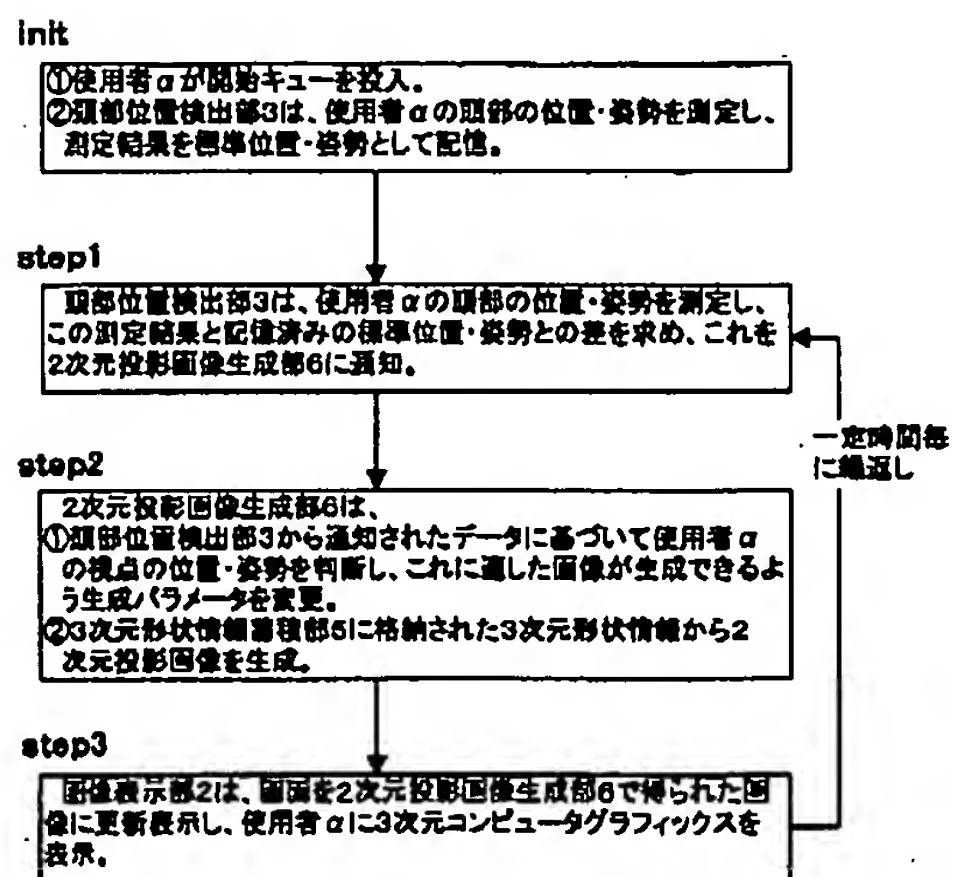 init
①使用者αが開始キューを投入。
②頭部位置検出部3は、使用者αの頭部の位置・姿勢を測定し、
測定結果を標準位置・姿勢として記憶。
step1
頭部位置検出部3は、使用者αの頭部の位置・姿勢を測定し、
この測定結果と記憶済みの標準位置・姿勢との差を求め、これを
2次元投影画像生成部6に通知。
一定時間毎
に繰返し
step2
2次元投影画像生成部6は、
①頭部位置検出部3から通知されたデータに基づいて使用者α
の視点の位置・姿勢を判断し、これに適した画像が生成できるよ
う生成パラメータを変更。
②3次元形状情報蓄積部5に格納された3次元形状情報から2
次元投影画像を生成。
step3
画像表示部2は、画面を2次元投影画像生成部6で得られた画
像に更新表示し、使用者αに3次元コンピュータグラフィックスを
表示。